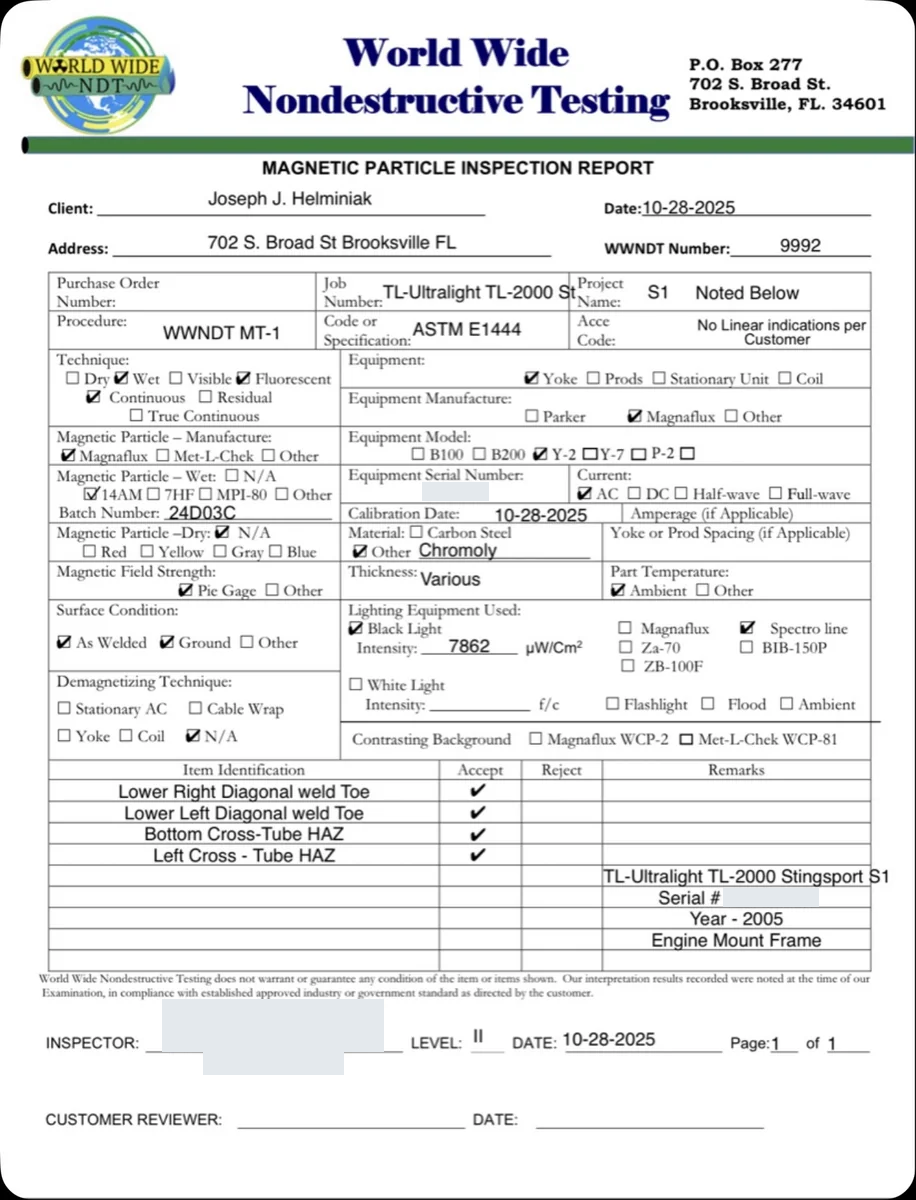 WORLD WIDE
NDT
World Wide
Nondestructive Testing
P.O. Box 277
702 S. Broad St.
Brooksville, FL. 34601
MAGNETIC PARTICLE INSPECTION REPORT
Client: Joseph J. Helminiak Date:10-28-2025
Address: 702 S. Broad St Brooksville FL WWNDT Number: 9992
Purchase Order Number:
Job Number: TL-Ultralight TL-2000 St
Project Name: S1 Noted Below
Procedure: WWNDT MT-1
Code or Specification: ASTM E1444
Acce Code: No Linear indications per Customer
Technique:
☐ Dry ☑ Wet ☐ Visible ☑ Fluorescent
☑ Continuous ☐ Residual
☐ True Continuous
Equipment:
☑ Yoke ☐ Prods ☐ Stationary Unit ☐ Coil
Equipment Manufacture:
☐ Parker ☑ Magnaflux ☐ Other
Magnetic Particle – Manufacture:
☑ Magnaflux ☐ Met-L-Chek ☐ Other
Equipment Model:
☐ B100 ☐ B200 ☑ Y-2 ☐ Y-7 ☐ P-2 ☐
Magnetic Particle – Wet: ☐ N/A
☑ 14AM ☐ 7HF ☐ MPI-80 ☐ Other
Batch Number: 24D03C
Equipment Serial Number:
Current:
☑ AC ☐ DC ☐ Half-wave ☐ Full-wave
Calibration Date: 10-28-2025
Amperage (if Applicable)
Magnetic Particle –Dry: ☑ N/A
☐ Red ☐ Yellow ☐ Gray ☐ Blue
Material: ☐ Carbon Steel
☑ Other Chromoly
Yoke or Prod Spacing (if Applicable)
Magnetic Field Strength:
☑ Pie Gage ☐ Other
Thickness: Various
Part Temperature:
☑ Ambient ☐ Other
Surface Condition:
☑ As Welded ☑ Ground ☐ Other
Lighting Equipment Used:
☑ Black Light
Intensity: 7862 µW/Cm²
☐ Magnaflux ☑ Spectro line
☐ Za-70 ☐ BIB-150P
☐ ZB-100F
Demagnetizing Technique:
☐ Stationary AC ☐ Cable Wrap
☐ Yoke ☐ Coil ☑ N/A
☐ White Light
Intensity: f/c ☐ Flashlight ☐ Flood ☐ Ambient
Contrasting Background ☐ Magnaflux WCP-2 ☐ Met-L-Chek WCP-81
Item Identification Accept Reject Remarks
Lower Right Diagonal weld Toe ✔
Lower Left Diagonal weld Toe ✔
Bottom Cross-Tube HAZ ✔
Left Cross - Tube HAZ ✔
TL-Ultralight TL-2000 Stingsport S1
Serial #
Year - 2005
Engine Mount Frame
World Wide Nondestructive Testing does not warrant or guarantee any condition of the item or items shown. Our interpretation results recorded were noted at the time of our
Examination, in compliance with established approved industry or government standard as directed by the customer.
INSPECTOR: LEVEL: II DATE: 10-28-2025 Page:1 of 1
CUSTOMER REVIEWER: DATE: